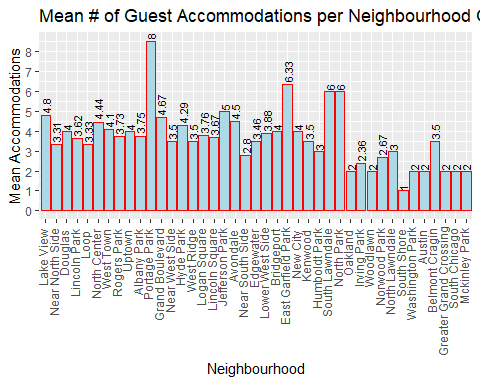 Mean # of Guest Accommodations per Neighbourhood
Mean Accommodations
8
7
6
5
4
3
2
1
0
4.8
3.31
4
3.62
3.33
4.44
4.1
3.73
4
3.75
8
4.67
3.5
4.29
3.5
3.76
3.67
5
4.5
2.8
3.46
3.88
4
6.33
4
3.5
3
6
6
2
2.36
2
2.67
3
1
2
2
3.5
2
2
2
Lake View
Near North Side
Douglas
Lincoln Park
Loop
North Center
West Town
Rogers Park
Uptown
Albany Park
Portage Park
Grand Boulevard
Near West Side
Hyde Park
West Ridge
Logan Square
Lincoln Square
Jefferson Park
Avondale
Near South Side
Edgewater
Lower West Side
Bridgeport
East Garfield Park
New City
Kenwood
Humboldt Park
South Lawndale
North Park
Oakland
Irving Park
Woodlawn
Norwood Park
North Lawndale
South Shore
Washington Park
Austin
Belmont Cragin
Greater Grand Crossing
South Chicago
Mckinley Park
Neighbourhood